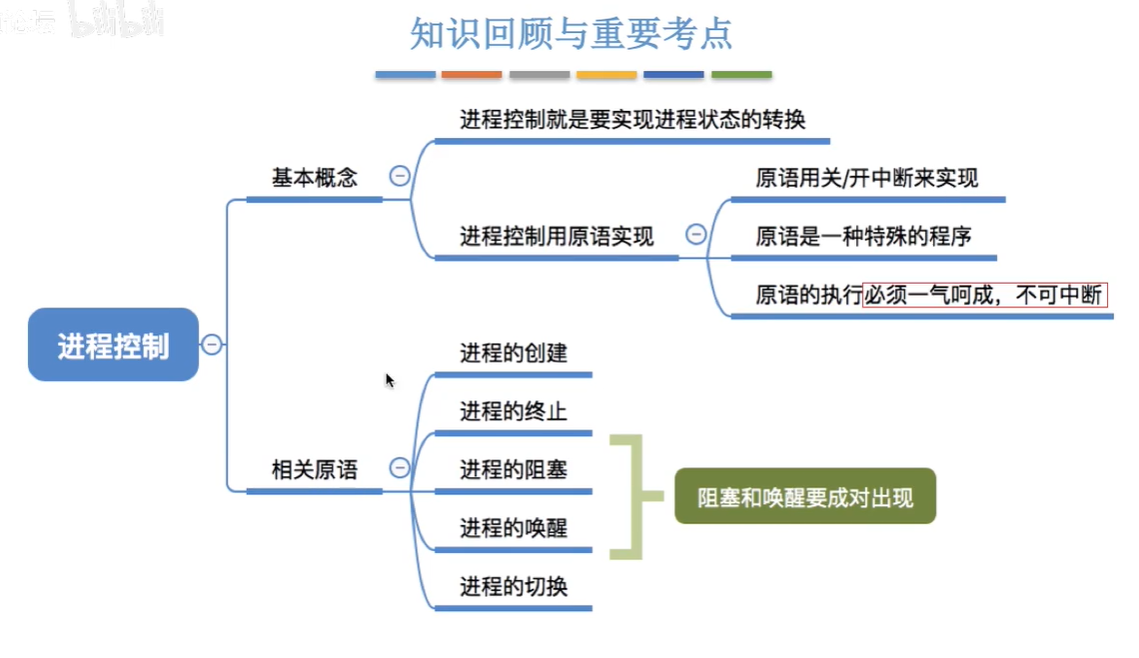 知识回顾与重要考点
进程控制就是要实现进程状态的转换
基本概念
原语用关/开中断来实现
进程控制用原语实现
原语是一种特殊的程序
原语的执行必须一气呵成，不可中断
进程控制
进程的创建
进程的终止
相关原语
进程的阻塞
阻塞和唤醒要成对出现
进程的唤醒
进程的切换